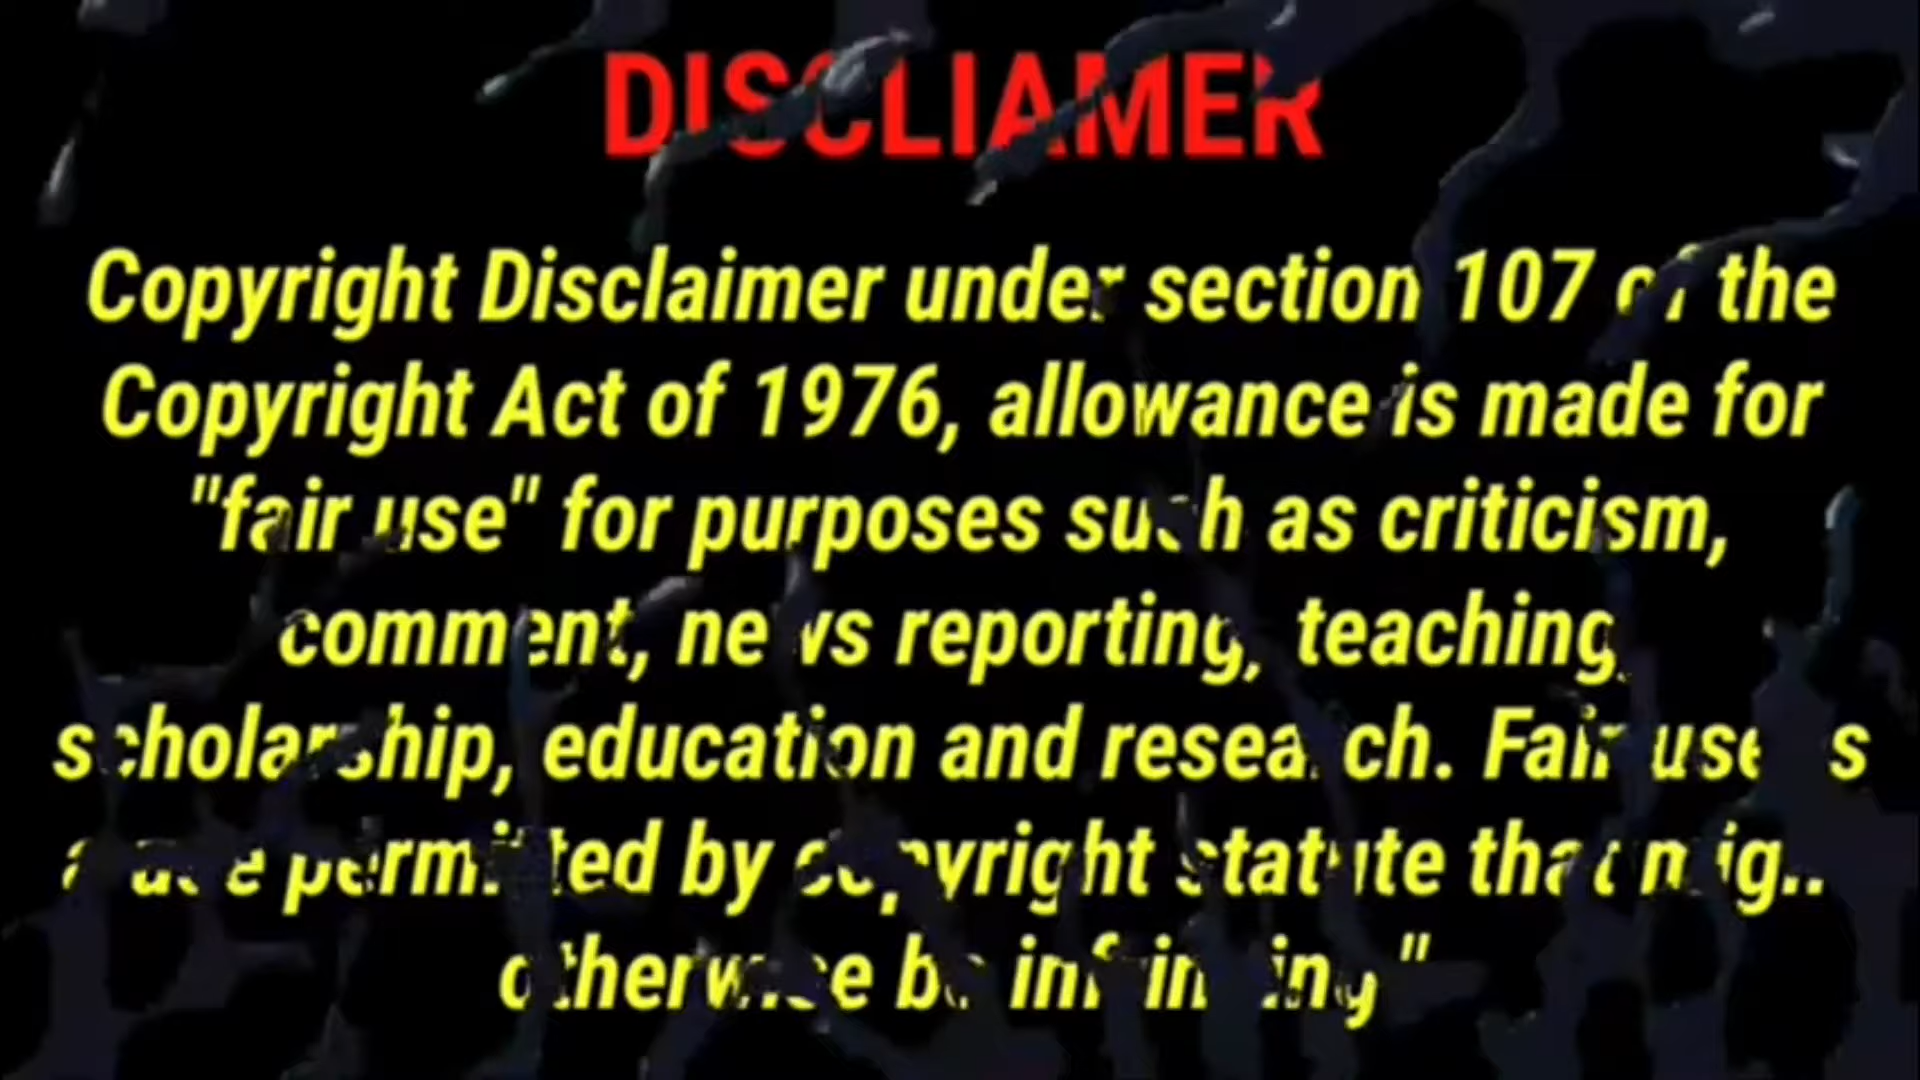 DISCLIAMER
Copyright Disclaimer under section 107 of the
Copyright Act of 1976, allowance is made for
"fair use" for purposes such as criticism,
comment, news reporting, teaching,
scholarship, education and research. Fair use is
a use permitted by copyright statute that
otherwise be infringing"